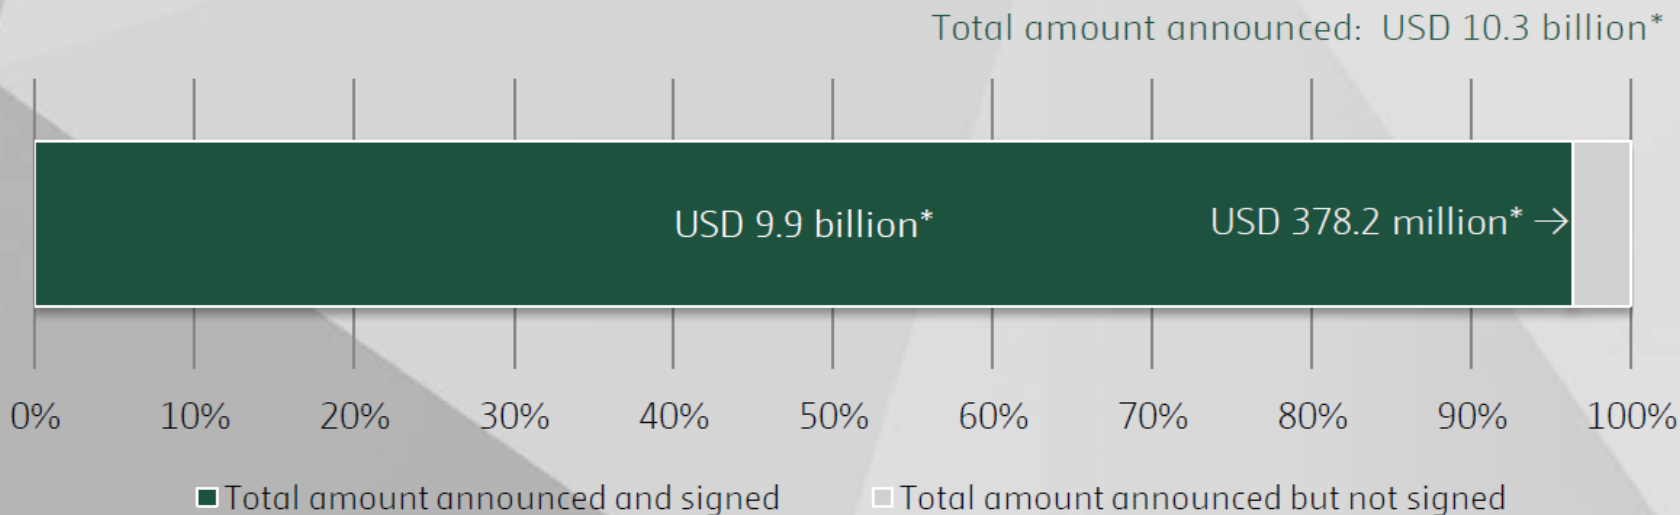 Total amount announced: USD 10.3 billion*
USD 9.9 billion*
USD 378.2 million* →
0% 10% 20% 30% 40% 50% 60% 70% 80% 90% 100%
Total amount announced and signed Total amount announced but not signed